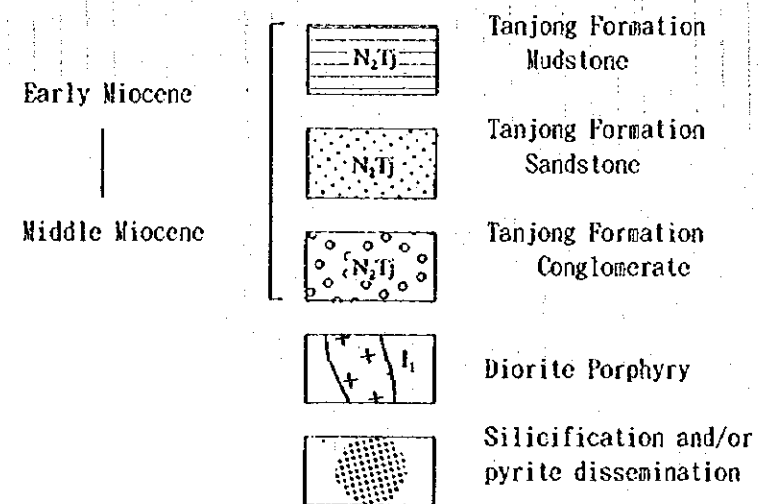 Early Miocene
Middle Miocene
N₂Tj
Tanjong Formation
Mudstone
N₂Tj
Tanjong Formation
Sandstone
N₂Tj
Tanjong Formation
Conglomerate
I₁
Diorite Porphyry
Silicification and/or
pyrite dissemination